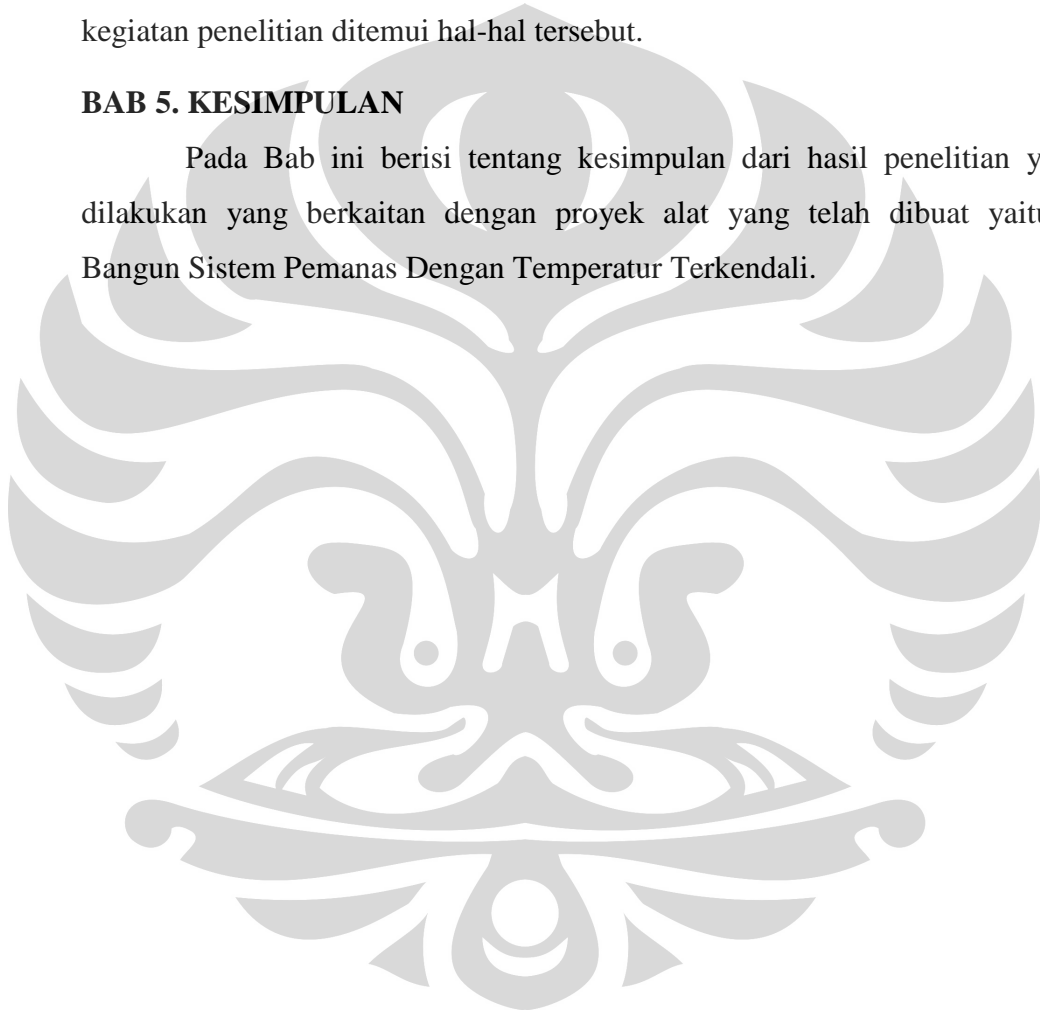 kegiatan penelitian ditemui hal-hal tersebut.
BAB 5. KESIMPULAN
Pada Bab ini berisi tentang kesimpulan dari hasil penelitian y
dilakukan yang berkaitan dengan proyek alat yang telah dibuat yaitu
Bangun Sistem Pemanas Dengan Temperatur Terkendali.